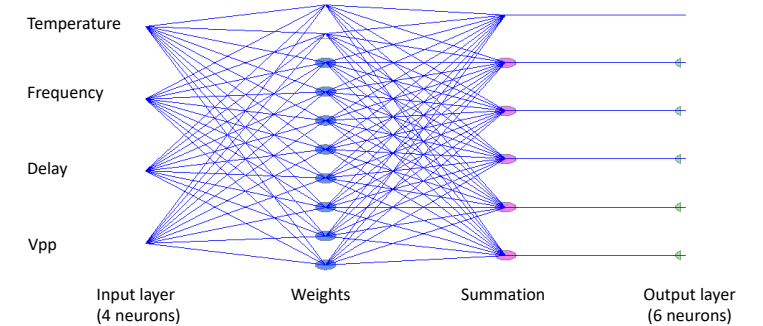 Temperature
Frequency
Delay
Vpp
Input layer
(4 neurons)
Weights
Summation
Output layer
(6 neurons)